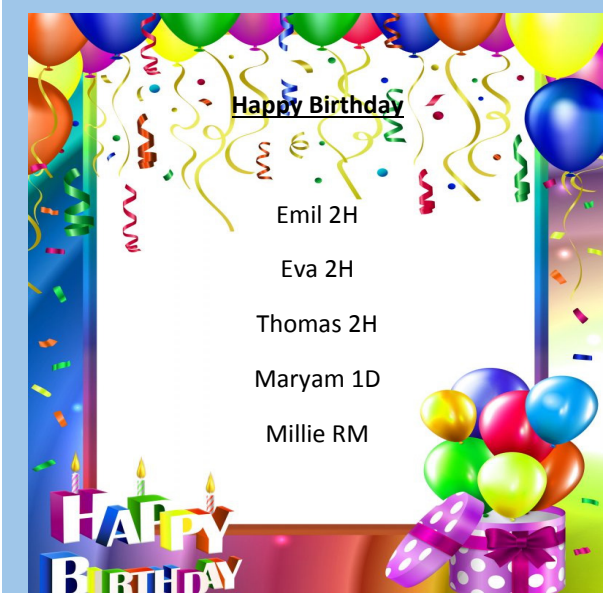 Happy Birthday
Emil 2H
Eva 2H
Thomas 2H
Maryam 1D
Millie RM
HAPPY
BIRTHDAY